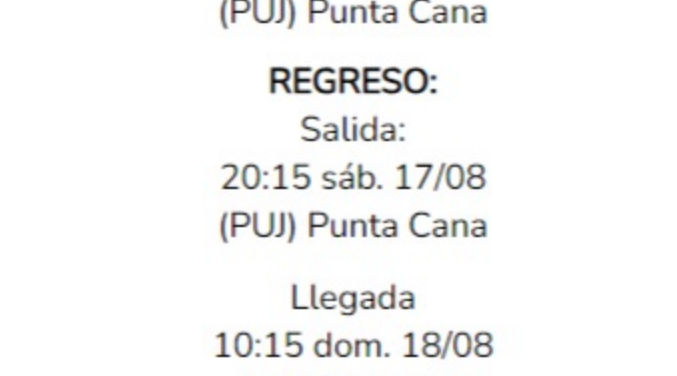 (PUJ) Punta Cana
REGRESO:
Salida:
20:15 sáb. 17/08
(PUJ) Punta Cana
Llegada
10:15 dom. 18/08